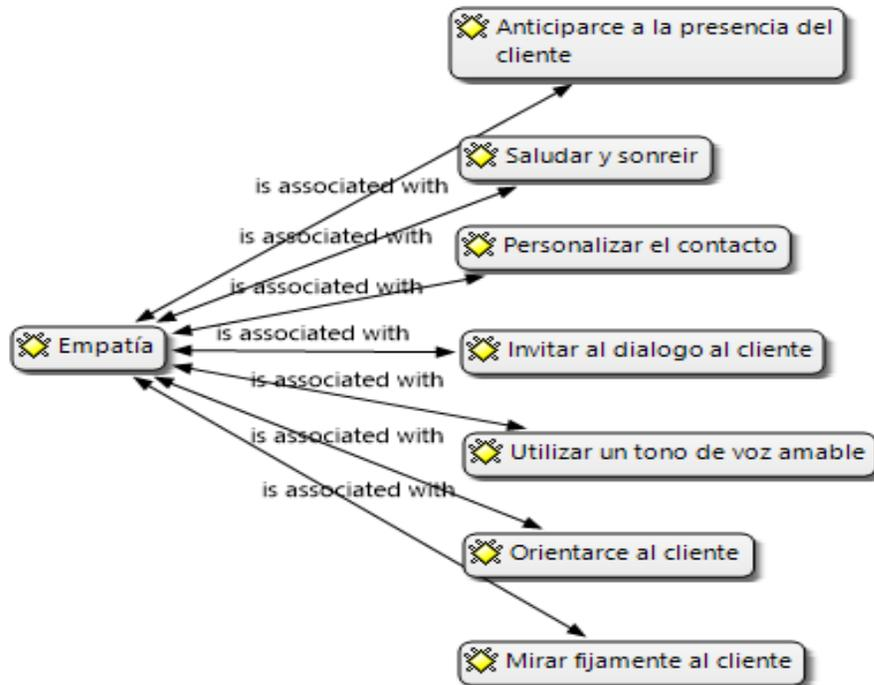 Anticiparce a la presencia del
cliente
Saludar y sonreir
is associated with
is associated with
Personalizar el contacto
is associated with
is associated with
Empatía
Invitar al dialogo al cliente
is associated with
is associated with
Utilizar un tono de voz amable
is associated with
Orientarce al cliente
Mirar fijamente al cliente